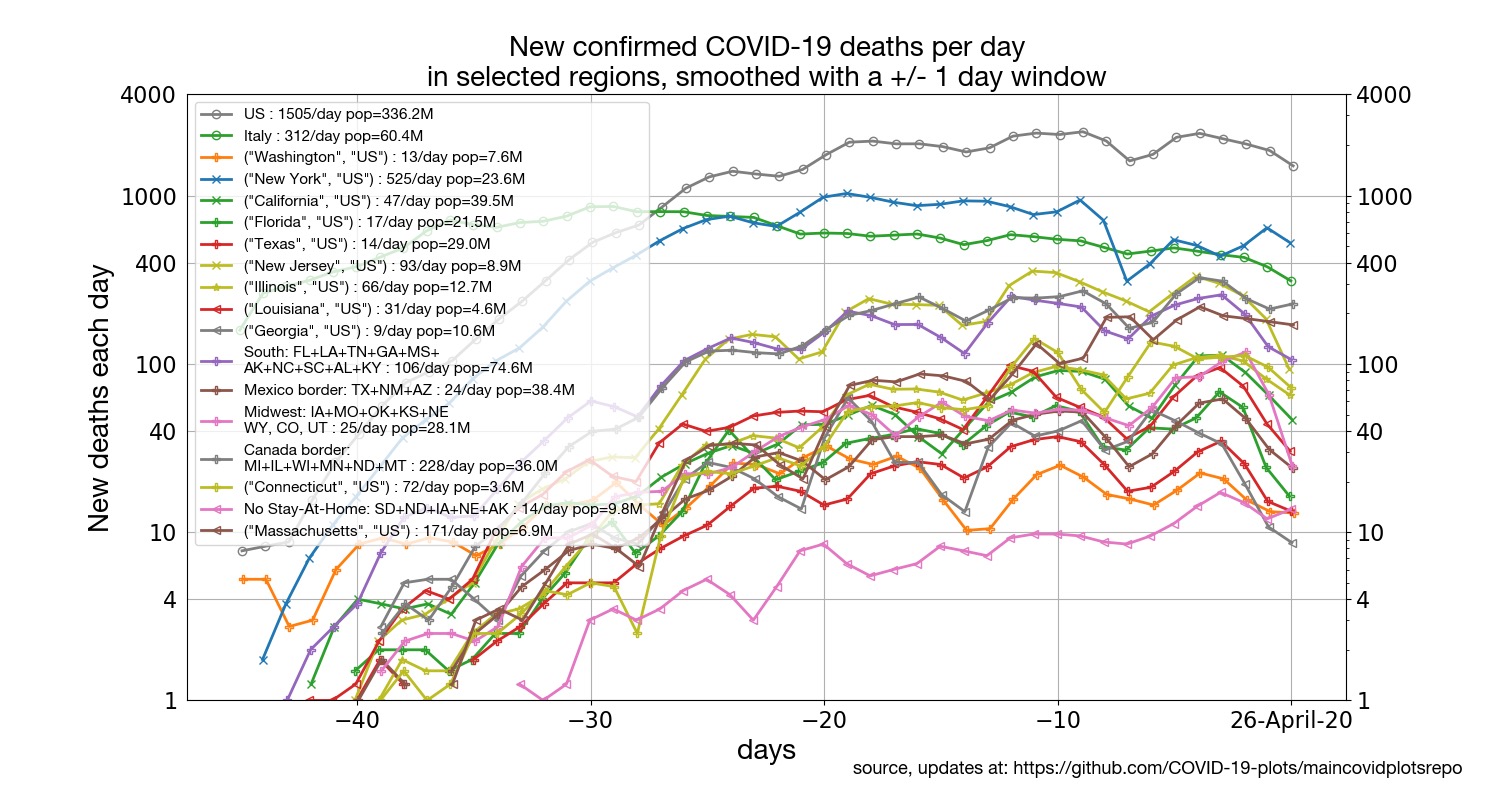 New confirmed COVID-19 deaths per day
in selected regions, smoothed with a +/- 1 day window
4000
4000
US : 1505/day pop=336.2M
Italy : 312/day pop=60.4M
("Washington", "US") : 13/day pop=7.6M
("New York", "US") : 525/day pop=23.6M
("California", "US") : 47/day pop=39.5M
("Florida", "US") : 17/day pop=21.5M
("Texas", "US") : 14/day pop=29.0M
("New Jersey", "US") : 93/day pop=8.9M
("Illinois", "US") : 66/day pop=12.7M
("Louisiana", "US") : 31/day pop=4.6M
("Georgia", "US") : 9/day pop=10.6M
South: FL+LA+TN+GA+MS+
AK+NC+SC+AL+KY : 106/day pop=74.6M
Mexico border: TX+NM+AZ : 24/day pop=38.4M
Midwest: IA+MO+OK+KS+NE
WY, CO, UT : 25/day pop=28.1M
Canada border:
MI+IL+WI+MN+ND+MT : 228/day pop=36.0M
("Connecticut", "US") : 72/day pop=3.6M
No Stay-At-Home: SD+ND+IA+NE+AK : 14/day pop=9.8M
("Massachusetts", "US") : 171/day pop=6.9M
1000
1000
400
400
100
100
40
40
10
10
4
4
1
1
New deaths each day
−40
−30
−20
−10
26-April-20
days
source, updates at: https://github.com/COVID-19-plots/maincovidplotsrepo